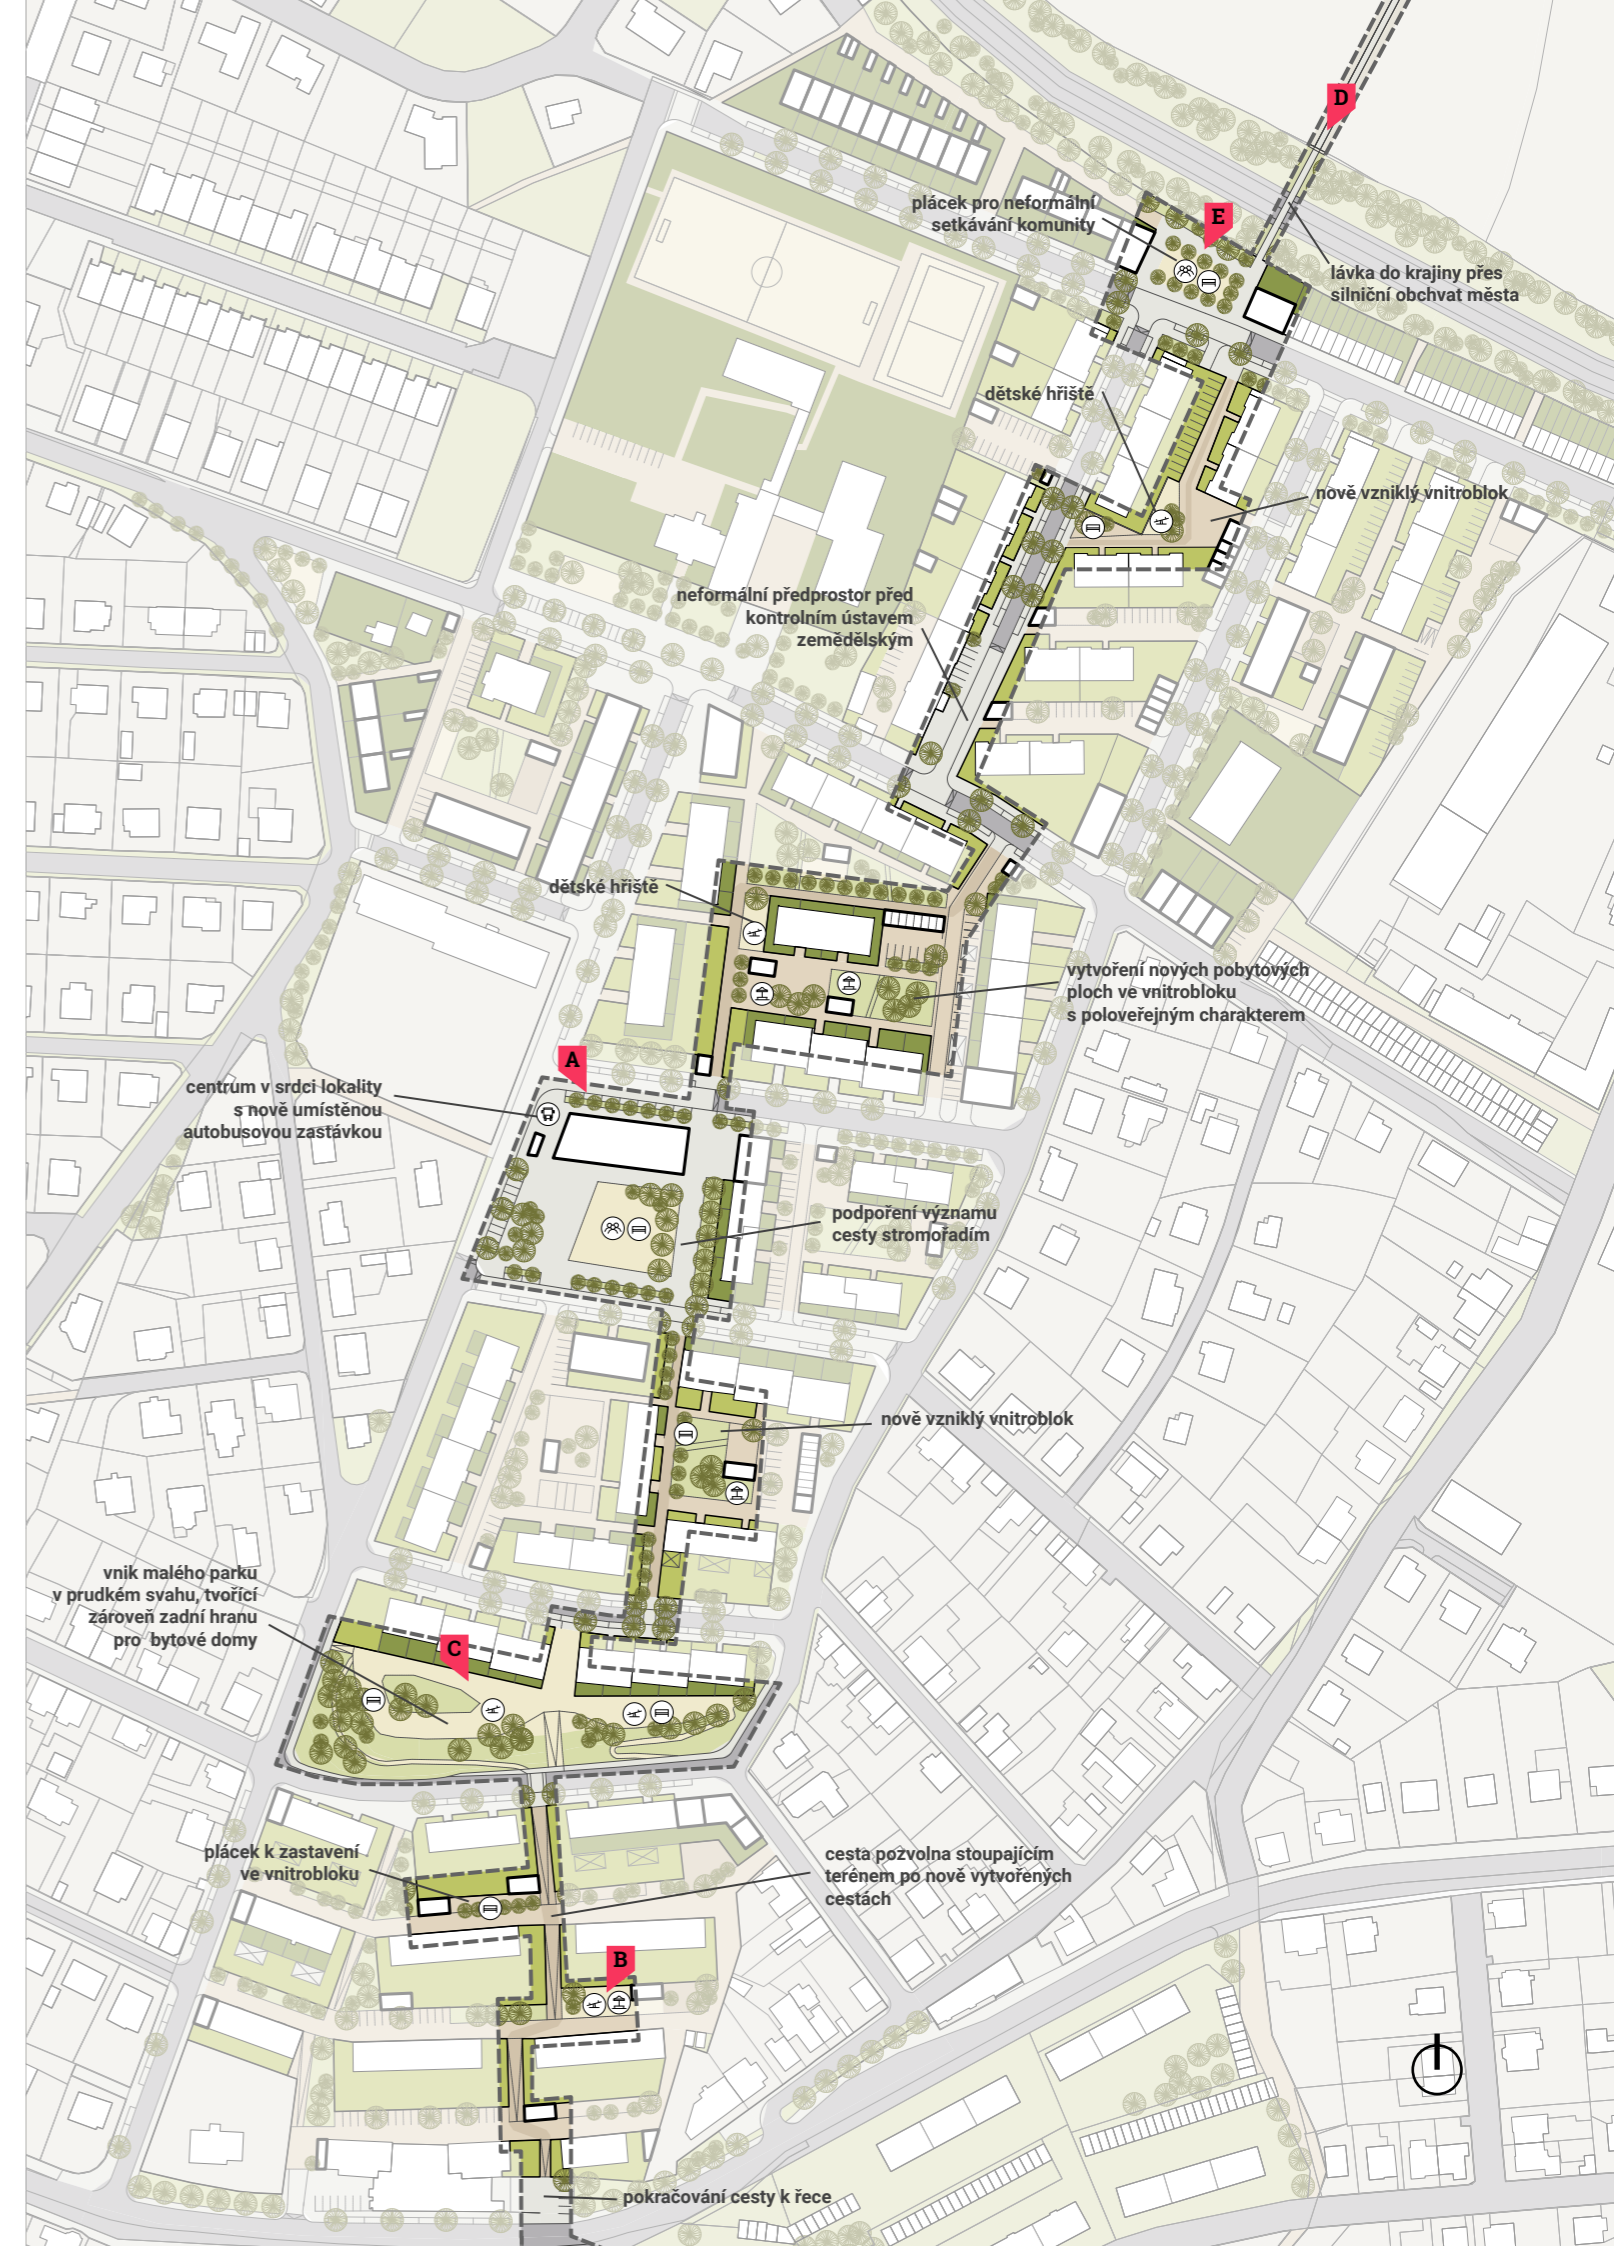 D
plácek pro neformální
setkávání komunity
E
lávka do krajiny přes
silniční obchvat města
dětské hřiště
nově vzniklý vnitroblok
neformální předprostor před
kontrolním ústavem
zemědělským
dětské hřiště
vytvoření nových pobytových
ploch ve vnitrobloku
s poloveřejným charakterem
A
centrum v srdci lokality
s nově umístěnou
autobusovou zastávkou
podpoření významu
cesty stromořadím
nově vzniklý vnitroblok
vnik malého parku
v prudkém svahu, tvořící
zároveň zadní hranu
pro bytové domy
C
plácek k zastavení
ve vnitrobloku
cesta pozvolna stoupajícím
terénem po nově vytvořených
cestách
B
pokračování cesty k řece